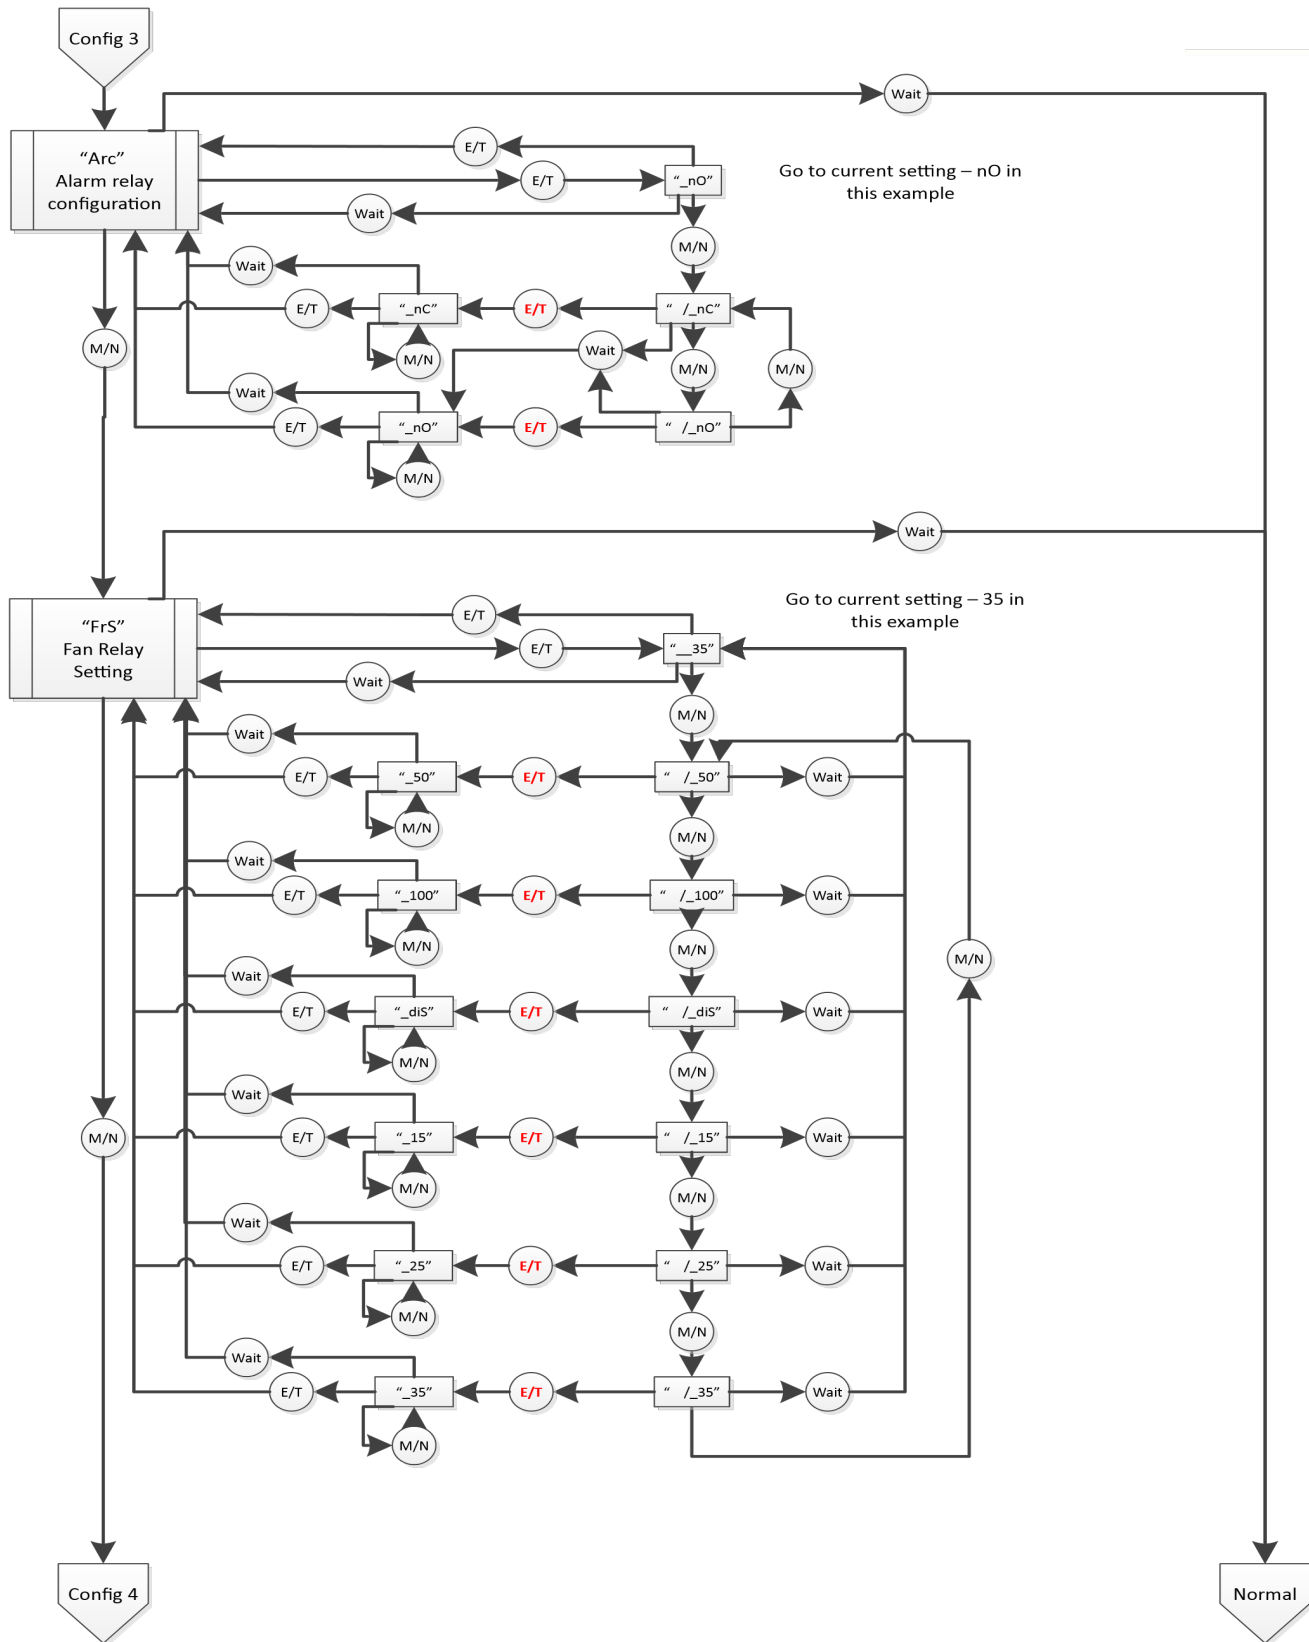 Config 3
Wait
“Arc”
Alarm relay
configuration
E/T
E/T
“_nO”
Go to current setting – nO in
this example
Wait
M/N
Wait
E/T
“_nC”
E/T
“ /_nC”
M/N
Wait
M/N
M/N
M/N
Wait
E/T
“_nO”
E/T
“ /_nO”
M/N
Wait
“FrS”
Fan Relay
Setting
E/T
E/T
“__35”
Go to current setting – 35 in
this example
Wait
M/N
Wait
E/T
“_50”
E/T
“ /_50”
Wait
M/N
M/N
Wait
E/T
“_100”
E/T
“ /_100”
Wait
M/N
M/N
M/N
Wait
E/T
“_diS”
E/T
“ /_diS”
Wait
M/N
M/N
Wait
M/N
E/T
“_15”
E/T
“ /_15”
Wait
M/N
M/N
Wait
E/T
“_25”
E/T
“ /_25”
Wait
M/N
M/N
Wait
E/T
“_35”
E/T
“ /_35”
Wait
M/N
Config 4
Normal